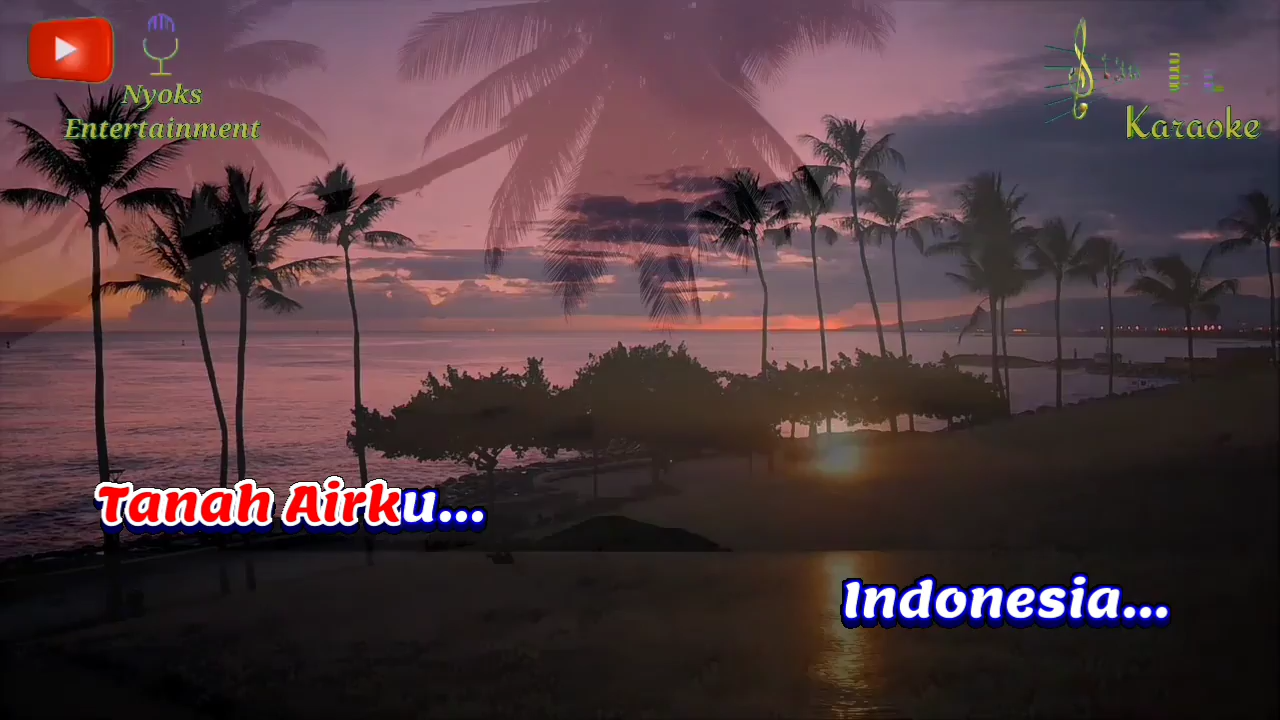 Nyoks
Entertainment
Karaoke
Tanah Airku...
Indonesia...